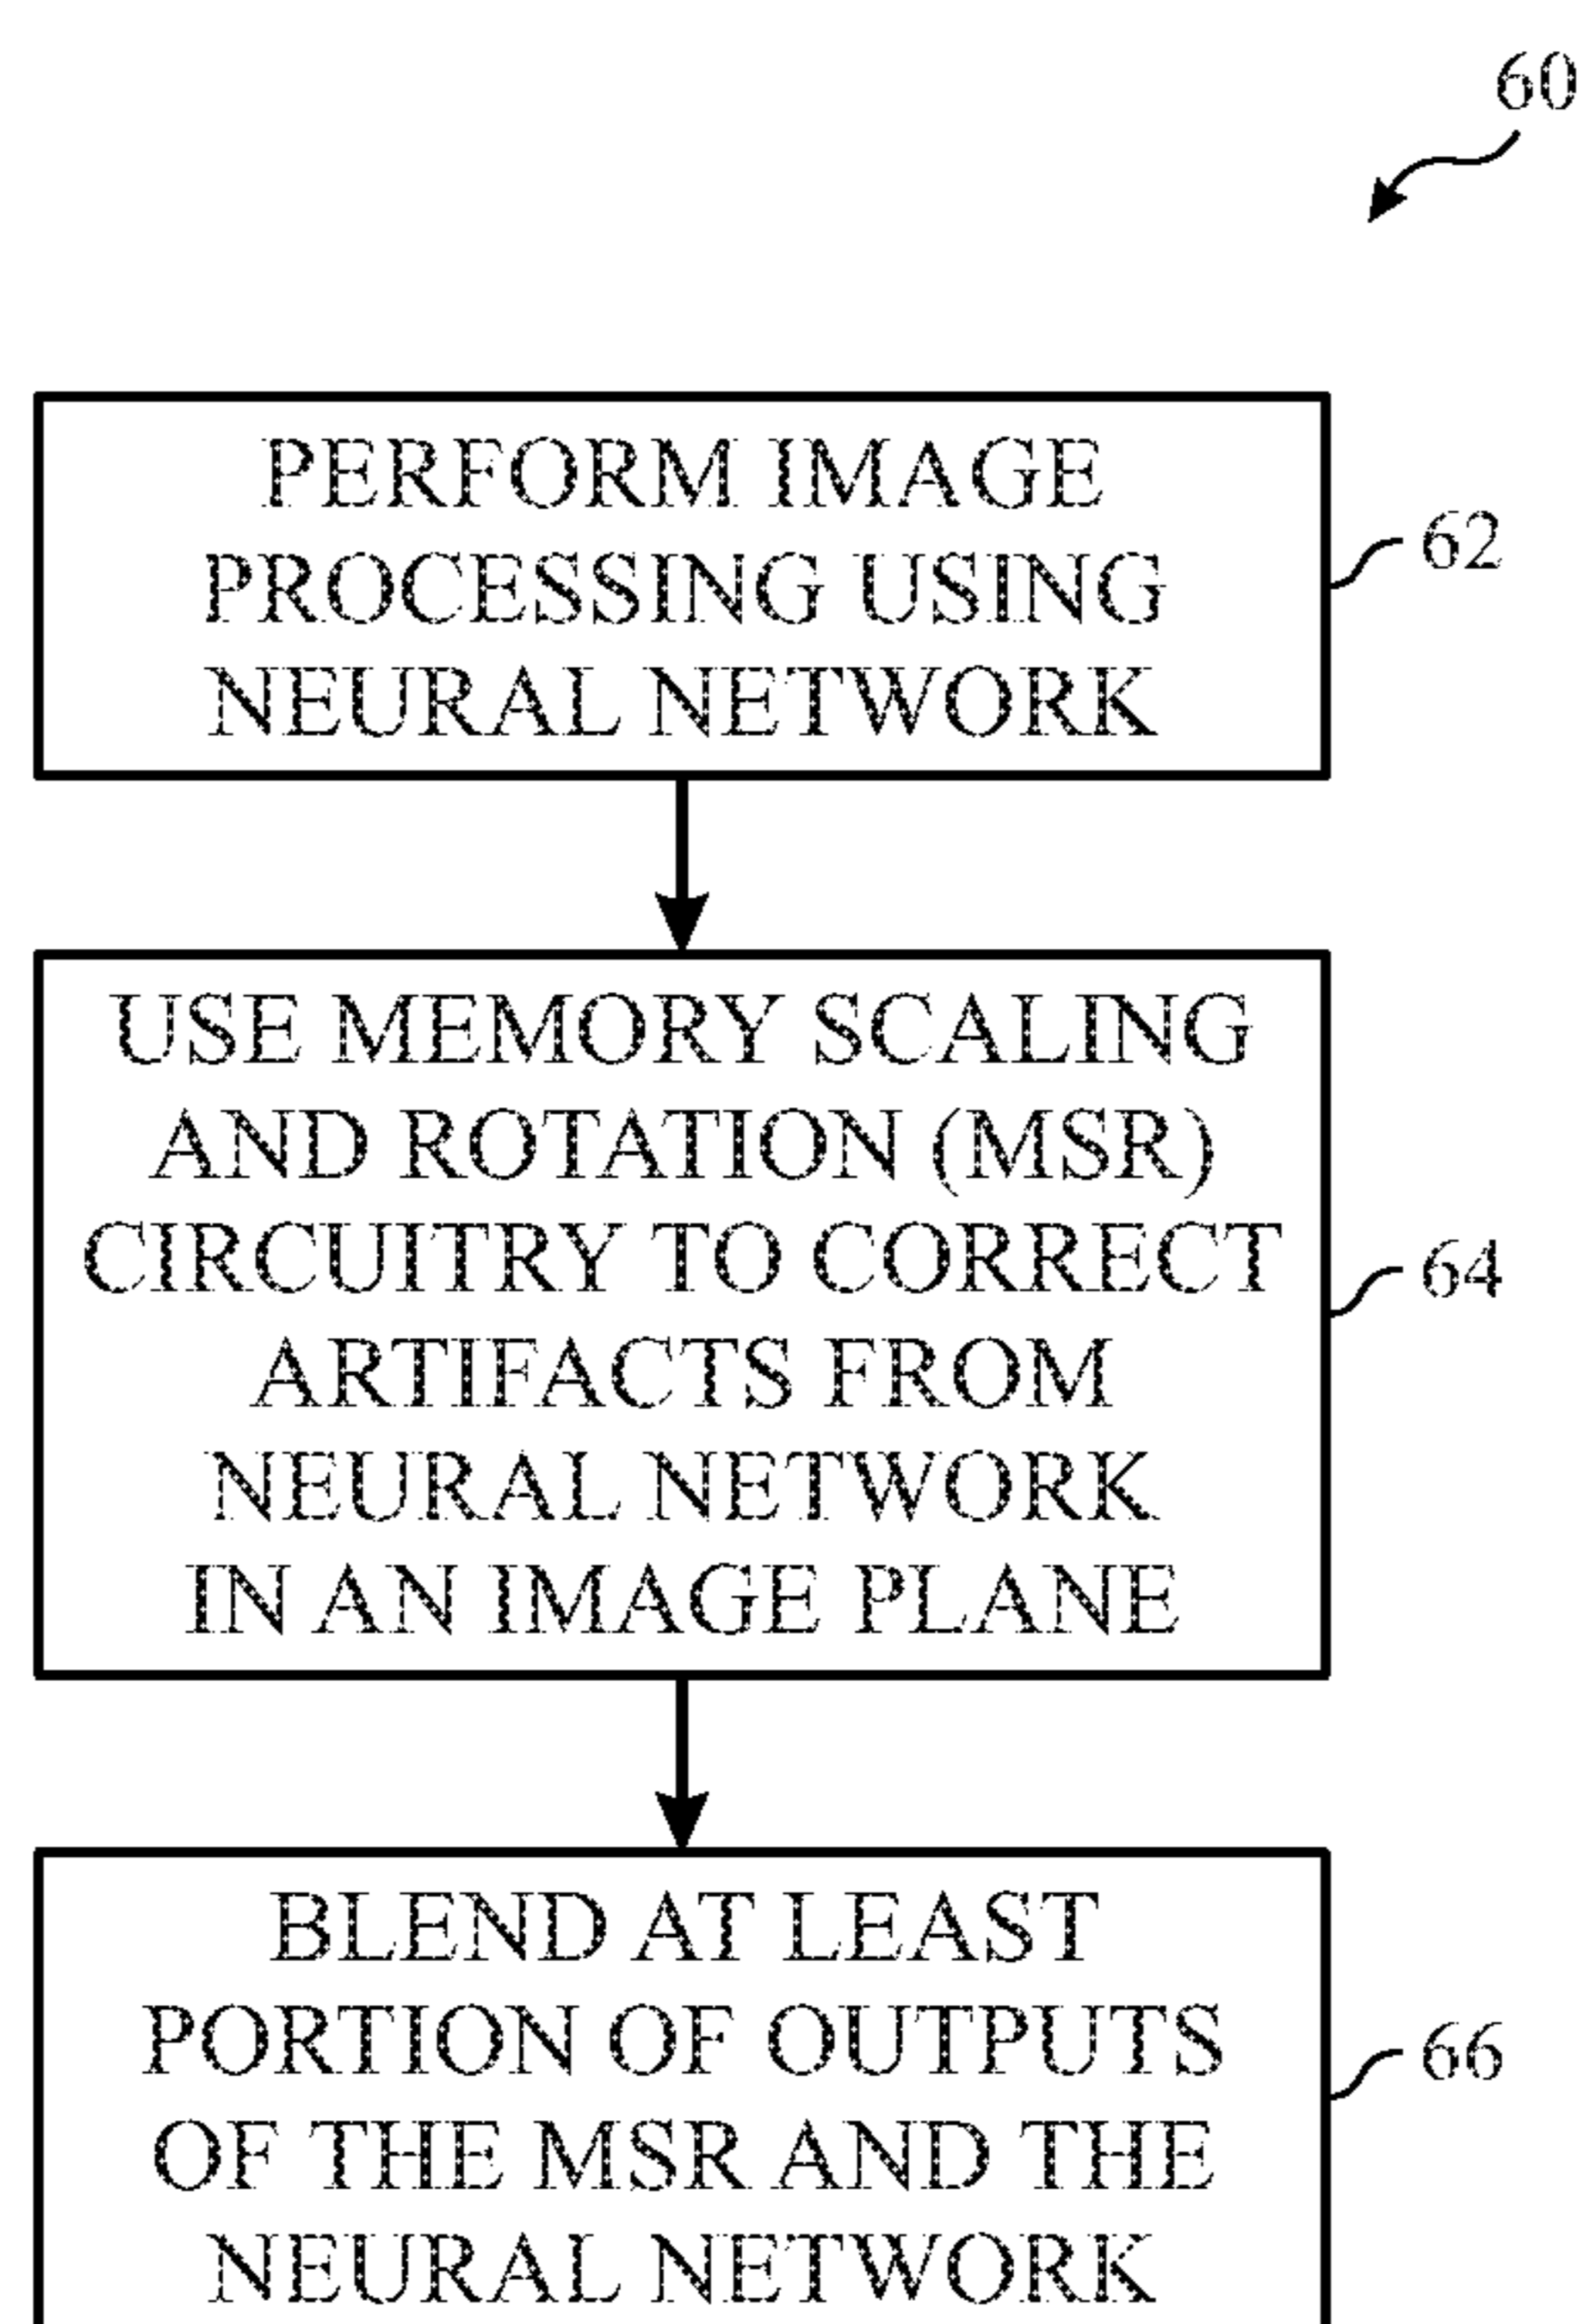 60
PERFORM IMAGE
PROCESSING USING
NEURAL NETWORK
62
USE MEMORY SCALING
AND ROTATION (MSR)
CIRCUITRY TO CORRECT
ARTIFACTS FROM
NEURAL NETWORK
IN AN IMAGE PLANE
64
BLEND AT LEAST
PORTION OF OUTPUTS
OF THE MSR AND THE
NEURAL NETWORK
66